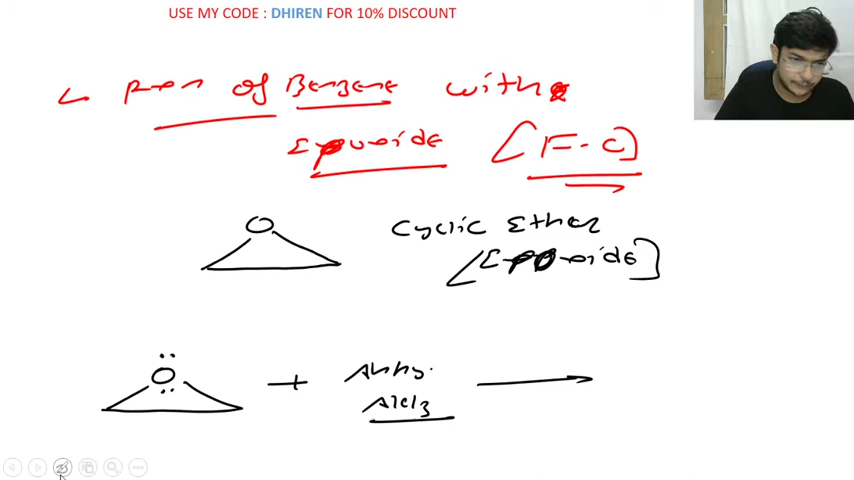 USE MY CODE : DHIREN FOR 10% DISCOUNT
Rxn of Benzene with
Epoxide [F-C]
O
Cyclic Ether
[Epoxide]
O + Anhy.
AlCl3